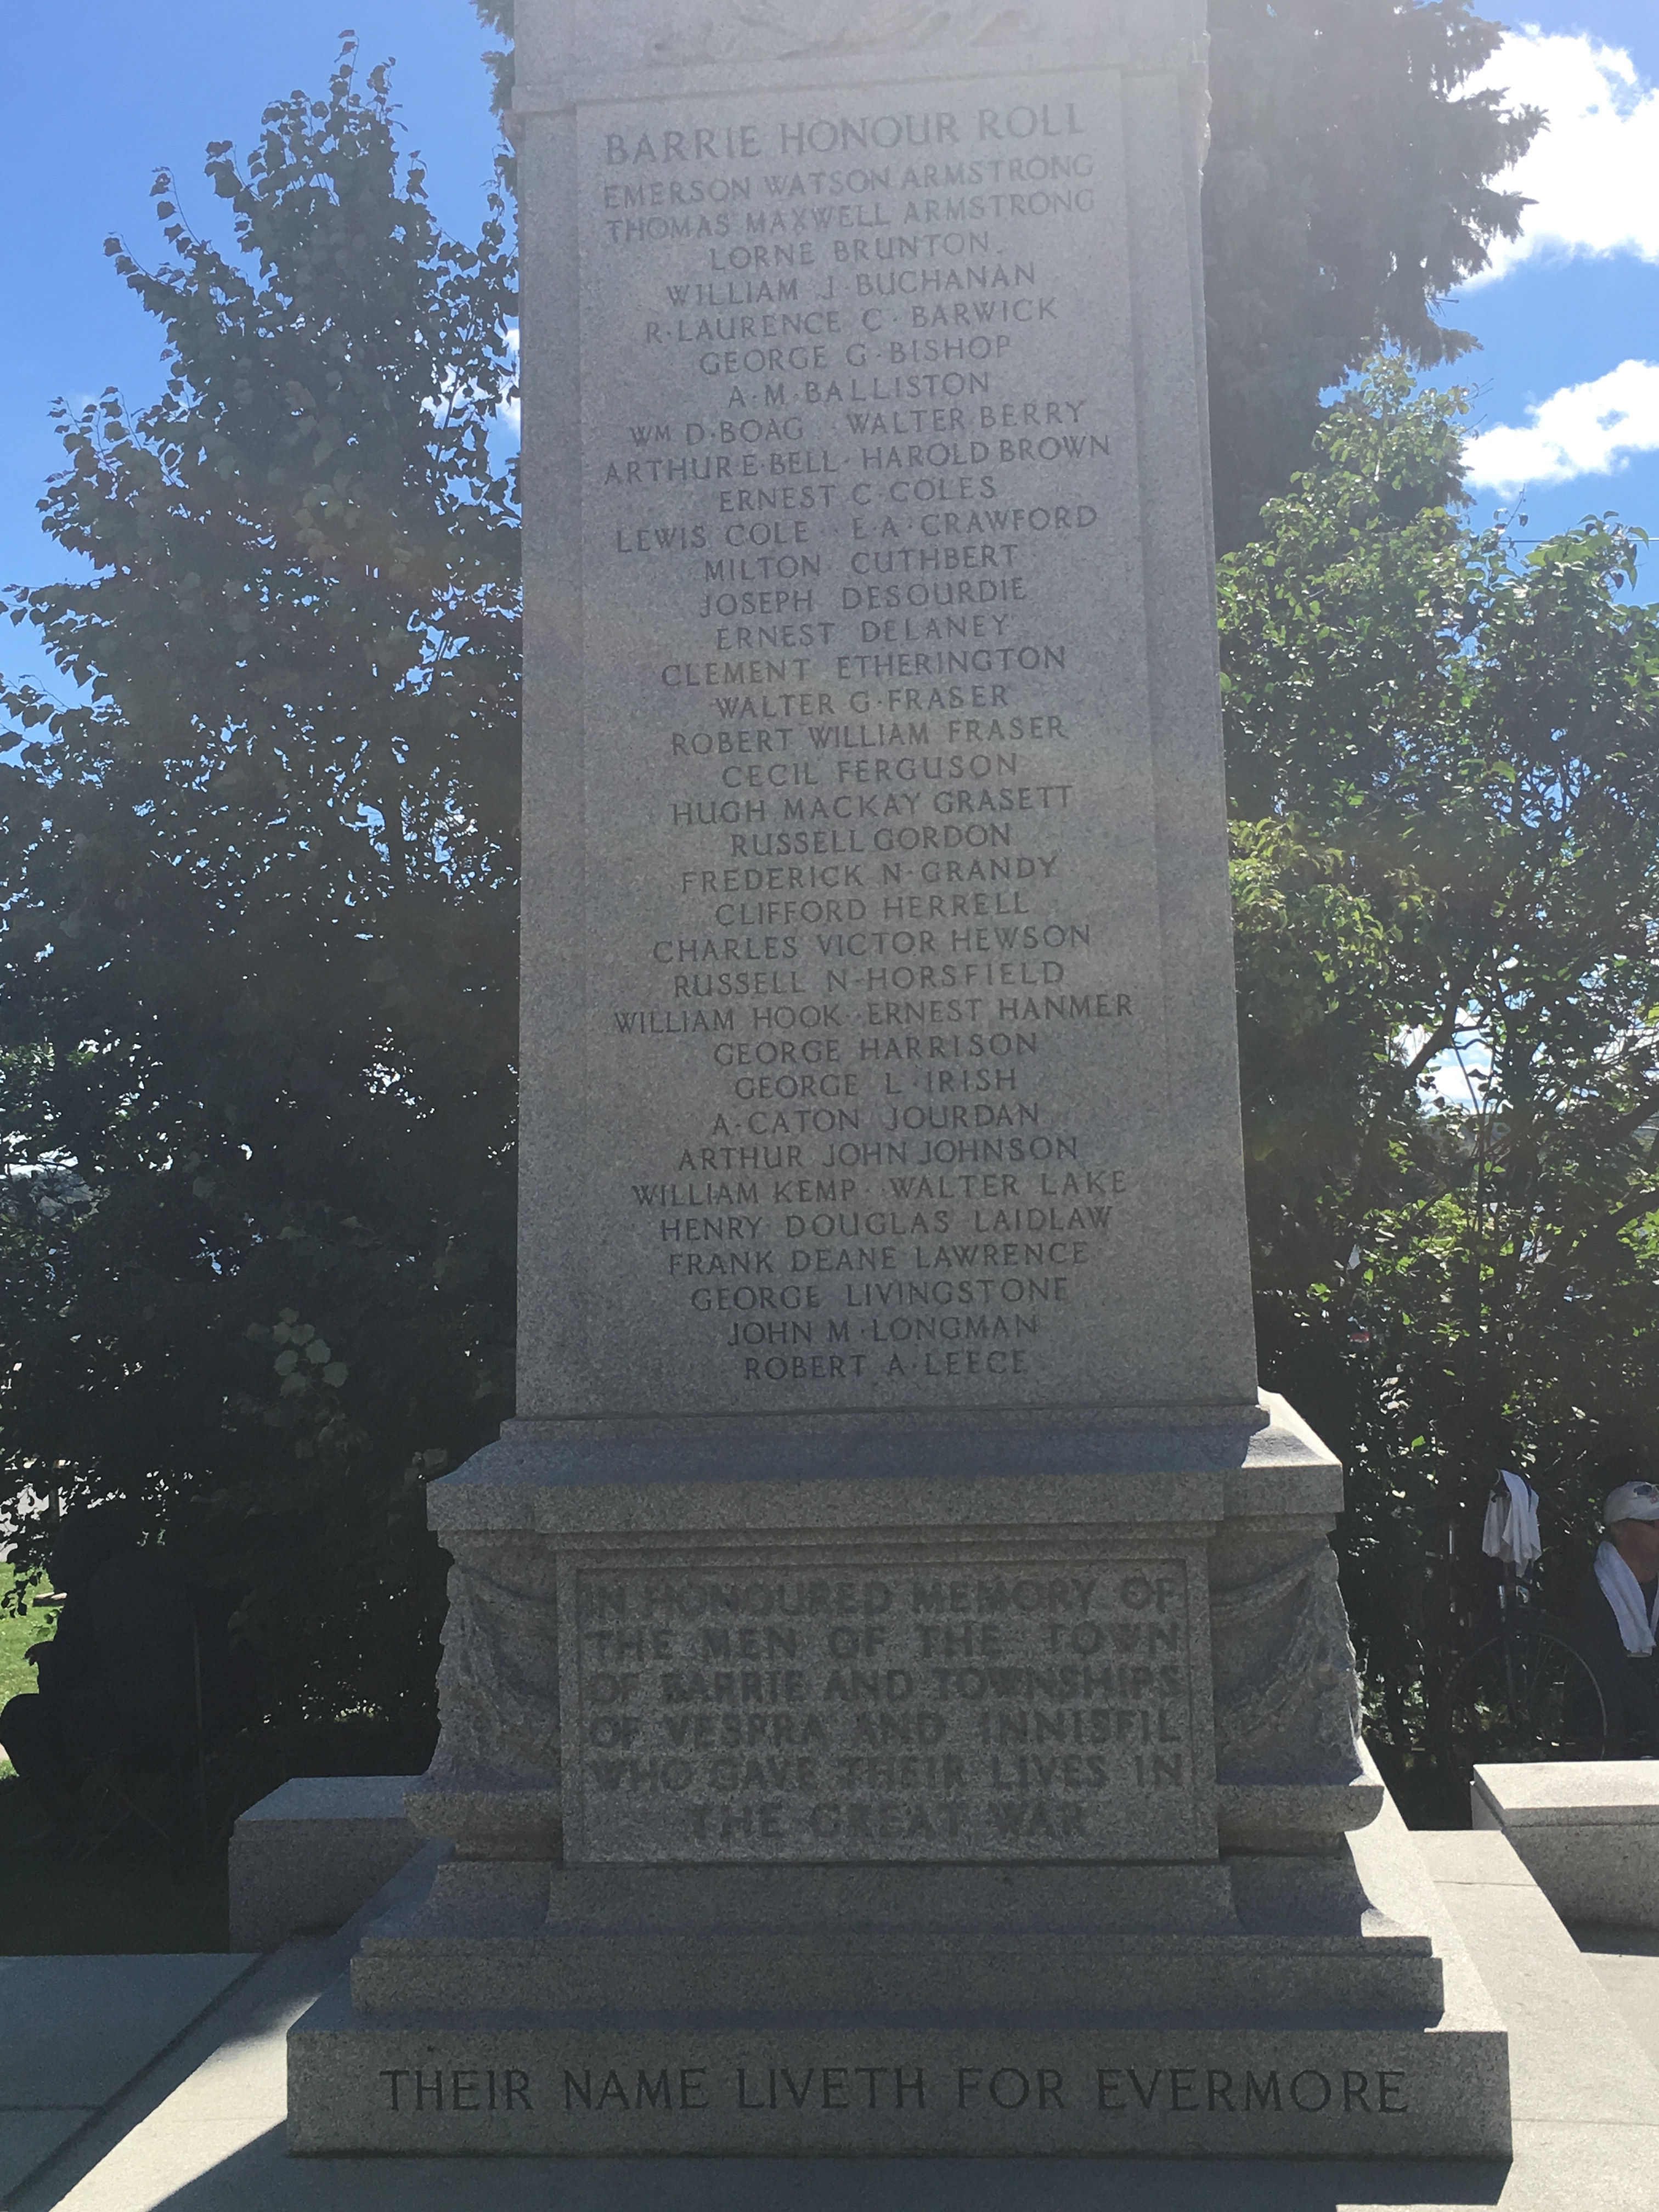 BARRIE HONOUR ROLL
EMERSON WATSON ARMSTRONG
THOMAS MAXWELL ARMSTRONG
LORNE BRUNTON
WILLIAM J·BUCHANAN
R·LAURENCE C·BARWICK
GEORGE G·BISHOP
A·M·BALLISTON
WM D·BOAG WALTER BERRY
ARTHUR E·BELL· HAROLD BROWN
ERNEST C·COLES
LEWIS COLE · E·A·CRAWFORD
MILTON CUTHBERT
JOSEPH DESOURDIE
ERNEST DELANEY
CLEMENT ETHERINGTON
WALTER G·FRASER
ROBERT WILLIAM FRASER
CECIL FERGUSON
HUGH MACKAY GRASETT
RUSSELL GORDON
FREDERICK N·GRANDY
CLIFFORD HERRELL
CHARLES VICTOR HEWSON
RUSSELL N·HORSFIELD
WILLIAM HOOK· ERNEST HANMER
GEORGE HARRISON
GEORGE L·IRISH
A·CATON JOURDAN
ARTHUR JOHN JOHNSON
WILLIAM KEMP· WALTER LAKE
HENRY DOUGLAS LAIDLAW
FRANK DEANE LAWRENCE
GEORGE LIVINGSTONE
JOHN M·LONGMAN
ROBERT A·LEECE
IN HONOURED MEMORY OF
THE MEN OF THE TOWN
OF BARRIE AND TOWNSHIPS
OF VESPRA AND INNISFIL
WHO GAVE THEIR LIVES IN
THE GREAT WAR
THEIR NAME LIVETH FOR EVERMORE